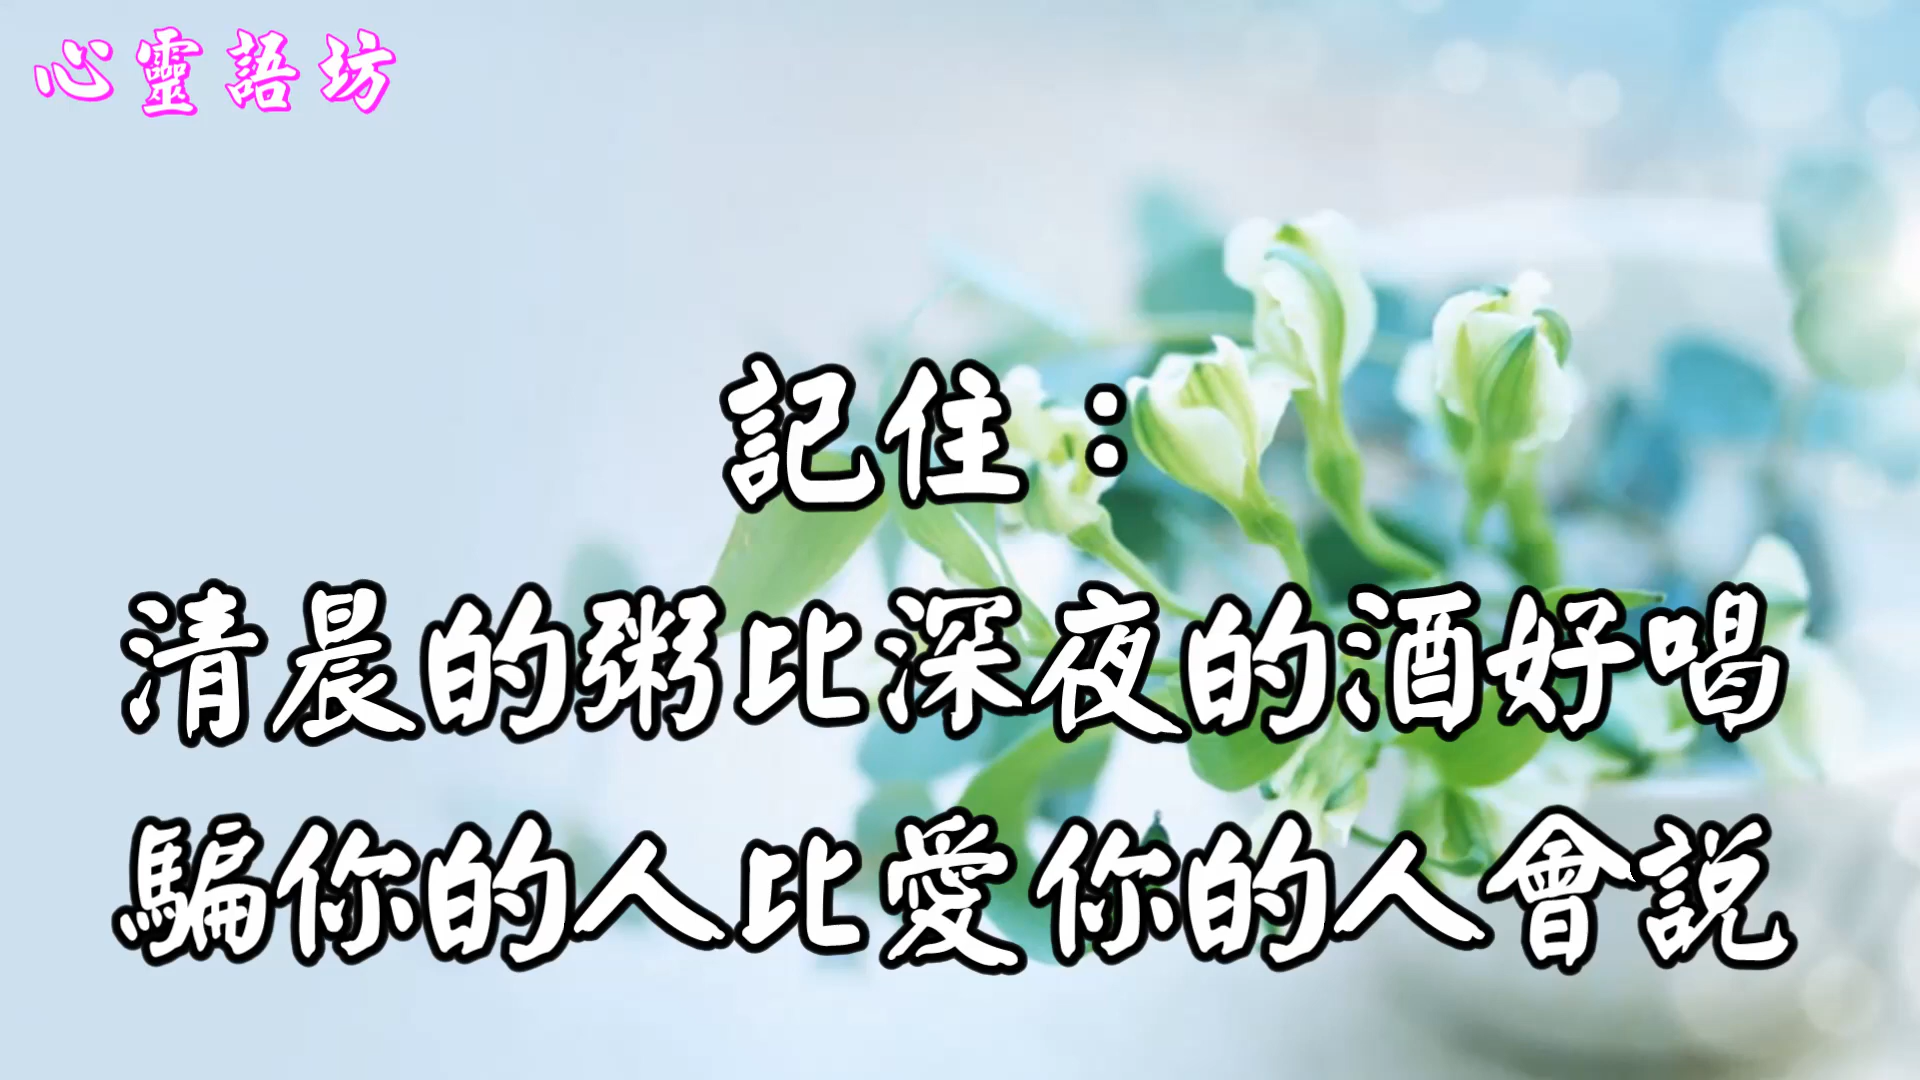 心靈語坊
記住：
清晨的粥比深夜的酒好喝
騙你的人比愛你的人會說